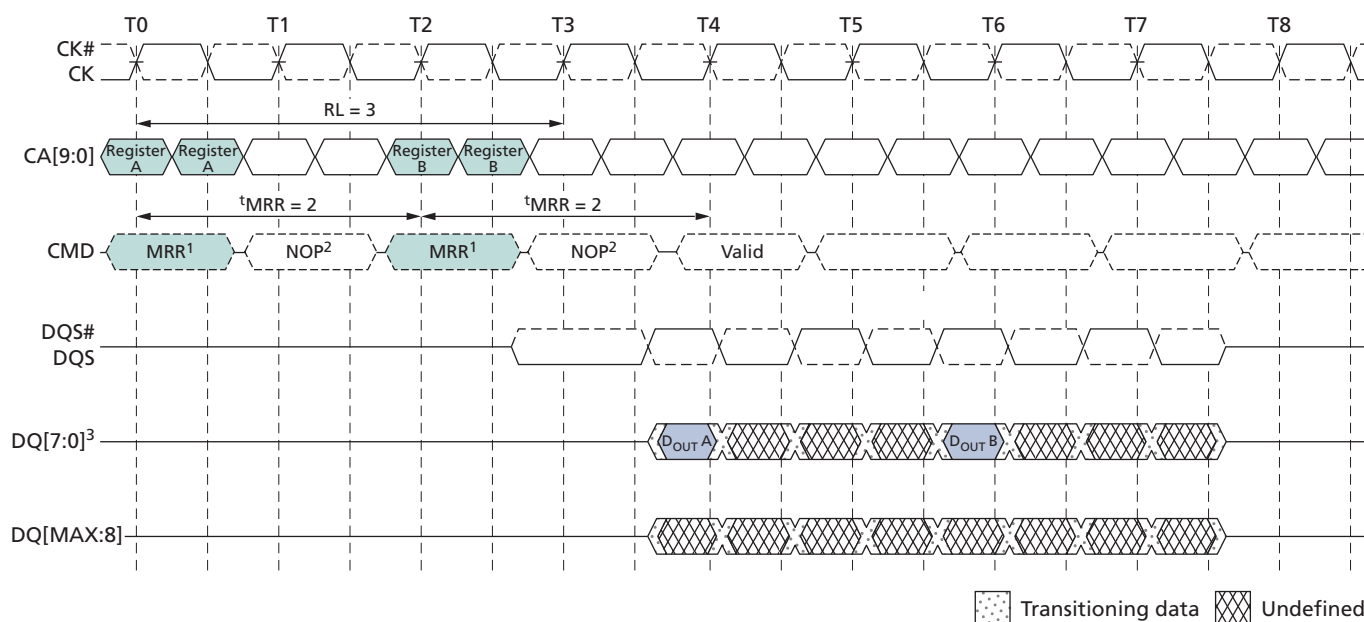 T0 T1 T2 T3 T4 T5 T6 T7 T8
CK#
CK
RL = 3
CA[9:0]
Register A
Register A
Register B
Register B
tMRR = 2
tMRR = 2
CMD
MRR1
NOP2
MRR1
NOP2
Valid
DQS#
DQS
DQ[7:0]3
DOUT A
DOUT B
DQ[MAX:8]
Transitioning data
Undefined